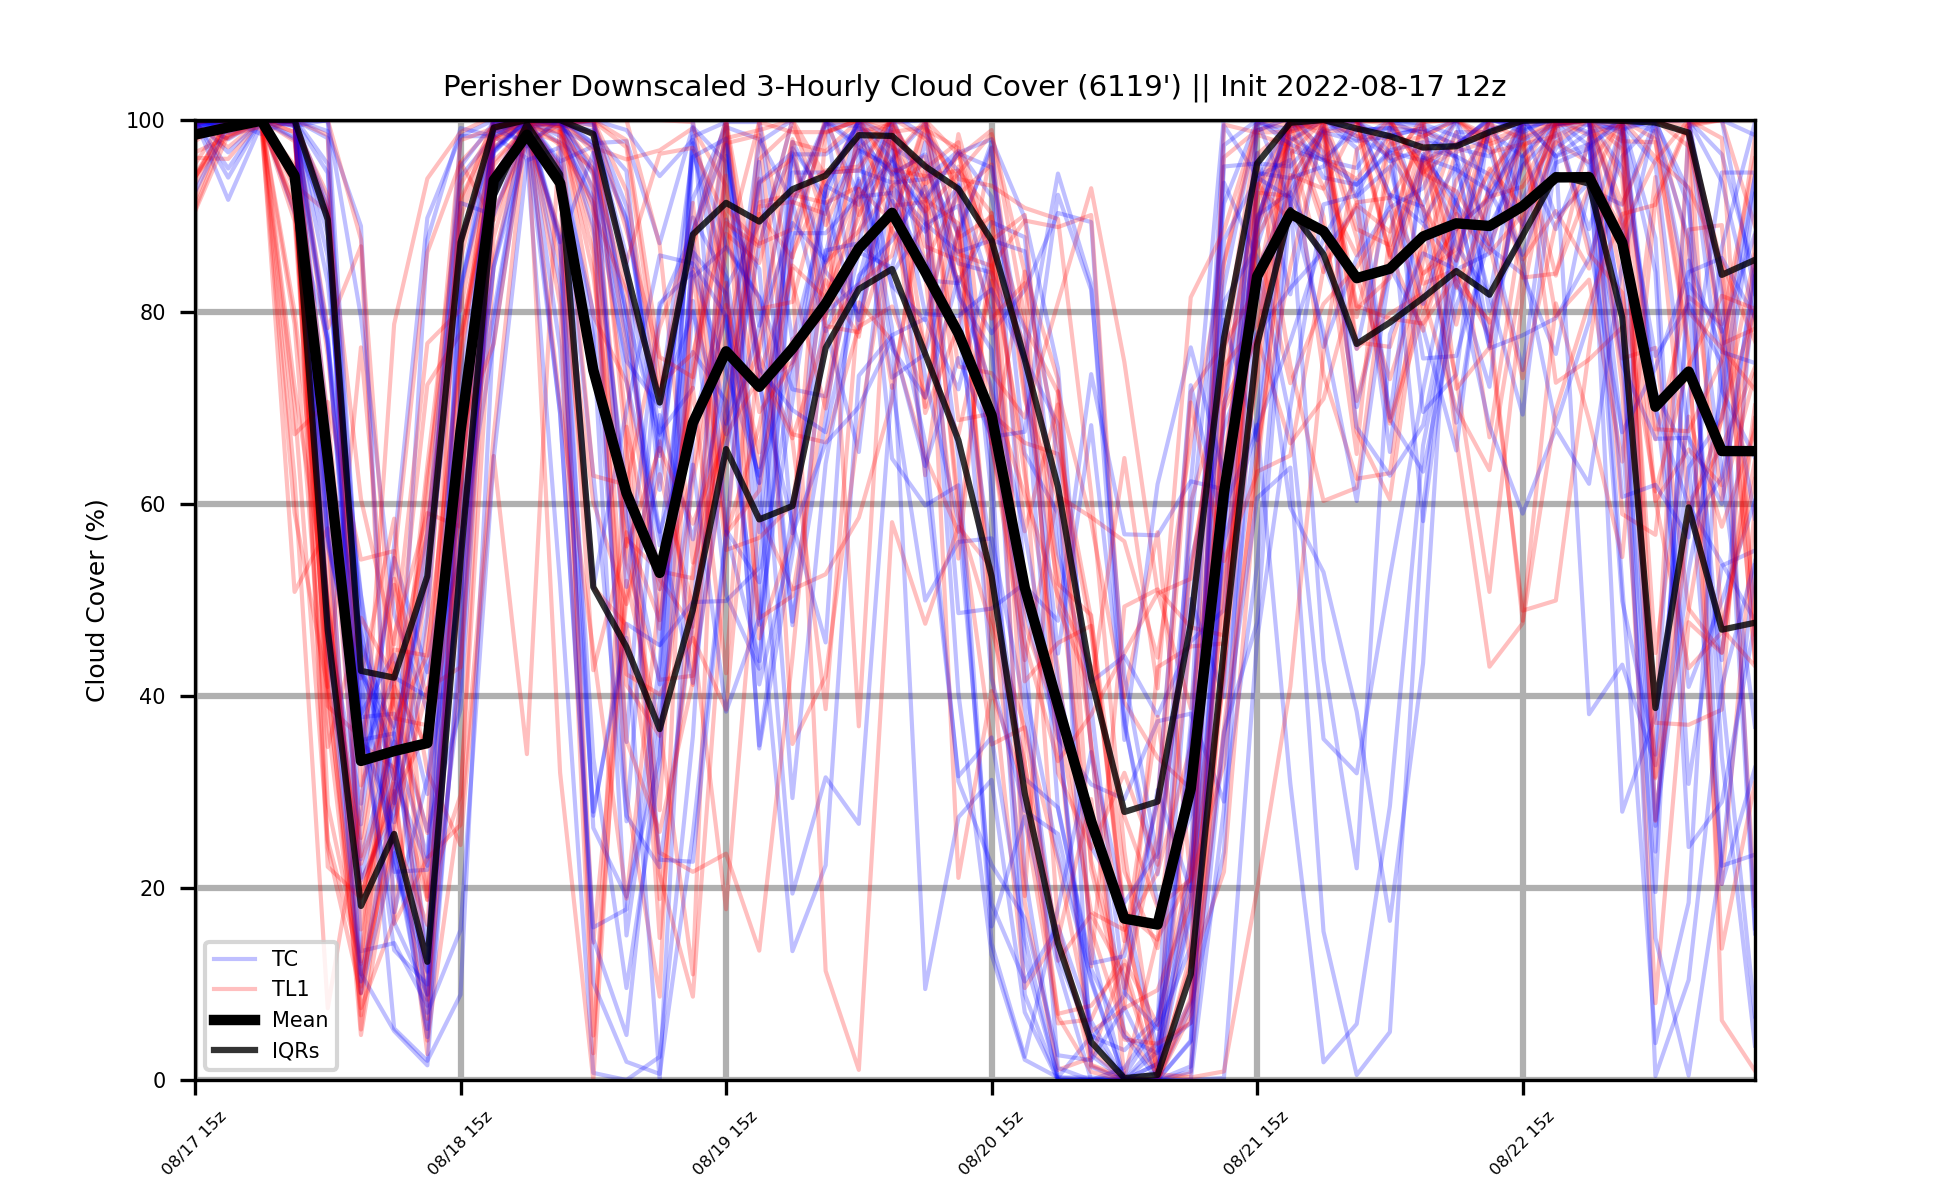 Perisher Downscaled 3-Hourly Cloud Cover (6119') || Init 2022-08-17 12z
Cloud Cover (%)
100
80
60
40
20
0
TC
TL1
Mean
IQRs
08/17 15z
08/18 15z
08/19 15z
08/20 15z
08/21 15z
08/22 15z